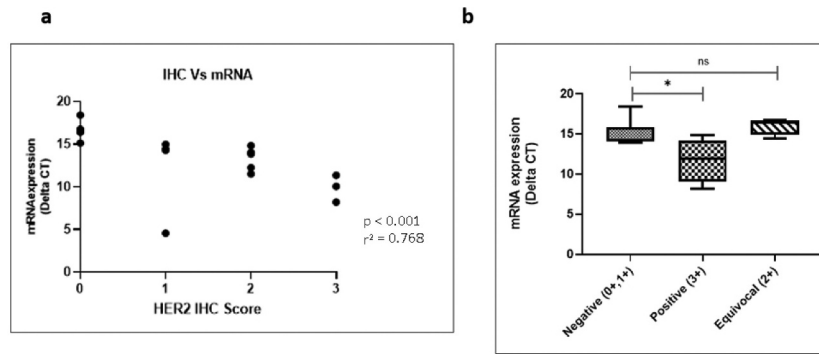 a
IHC Vs mRNA
mRNAexpression
(Delta CT)
20
15
10
5
0
0
1
2
3
HER2 IHC Score
p < 0.001
r² = 0.768
b
ns
*
mRNA expression
(Delta CT)
20
15
10
5
0
Negative (0+,1+)
Positive (3+)
Equivocal (2+)